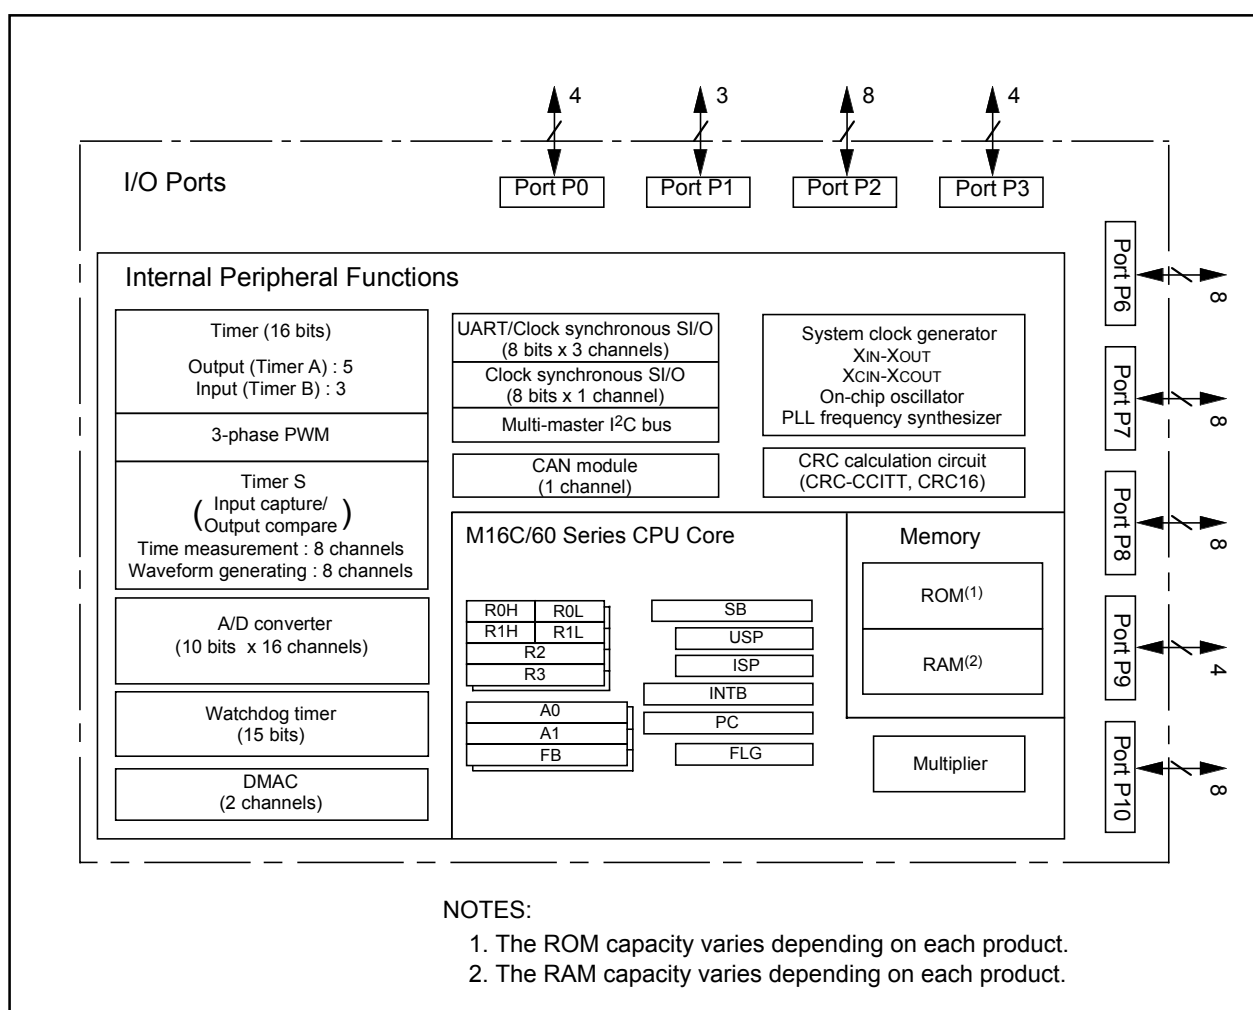 4 3 8 4
I/O Ports
Port P0 Port P1 Port P2 Port P3
Port P6
8
Port P7
8
Port P8
8
Port P9
4
Port P10
8
Internal Peripheral Functions
Timer (16 bits)
Output (Timer A) : 5
Input (Timer B) : 3
3-phase PWM
Timer S
(Input capture/
Output compare)
Time measurement : 8 channels
Waveform generating : 8 channels
A/D converter
(10 bits x 16 channels)
Watchdog timer
(15 bits)
DMAC
(2 channels)
UART/Clock synchronous SI/O
(8 bits x 3 channels)
Clock synchronous SI/O
(8 bits x 1 channel)
Multi-master I²C bus
CAN module
(1 channel)
System clock generator
XIN-XOUT
XCIN-XCOUT
On-chip oscillator
PLL frequency synthesizer
CRC calculation circuit
(CRC-CCITT, CRC16)
M16C/60 Series CPU Core
R0H R0L
R1H R1L
R2
R3
A0
A1
FB
SB
USP
ISP
INTB
PC
FLG
Memory
ROM(1)
RAM(2)
Multiplier
NOTES:
1. The ROM capacity varies depending on each product.
2. The RAM capacity varies depending on each product.